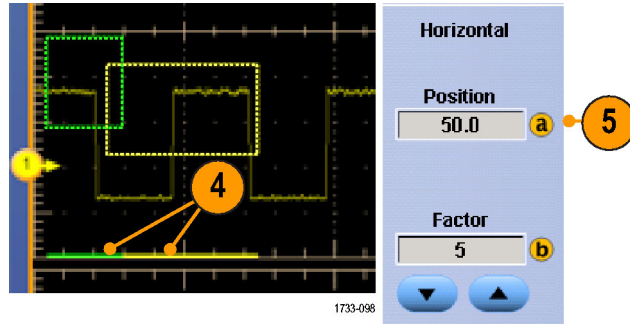 1
4
1733-098
Horizontal
Position
50.0 a
5
Factor
5 b